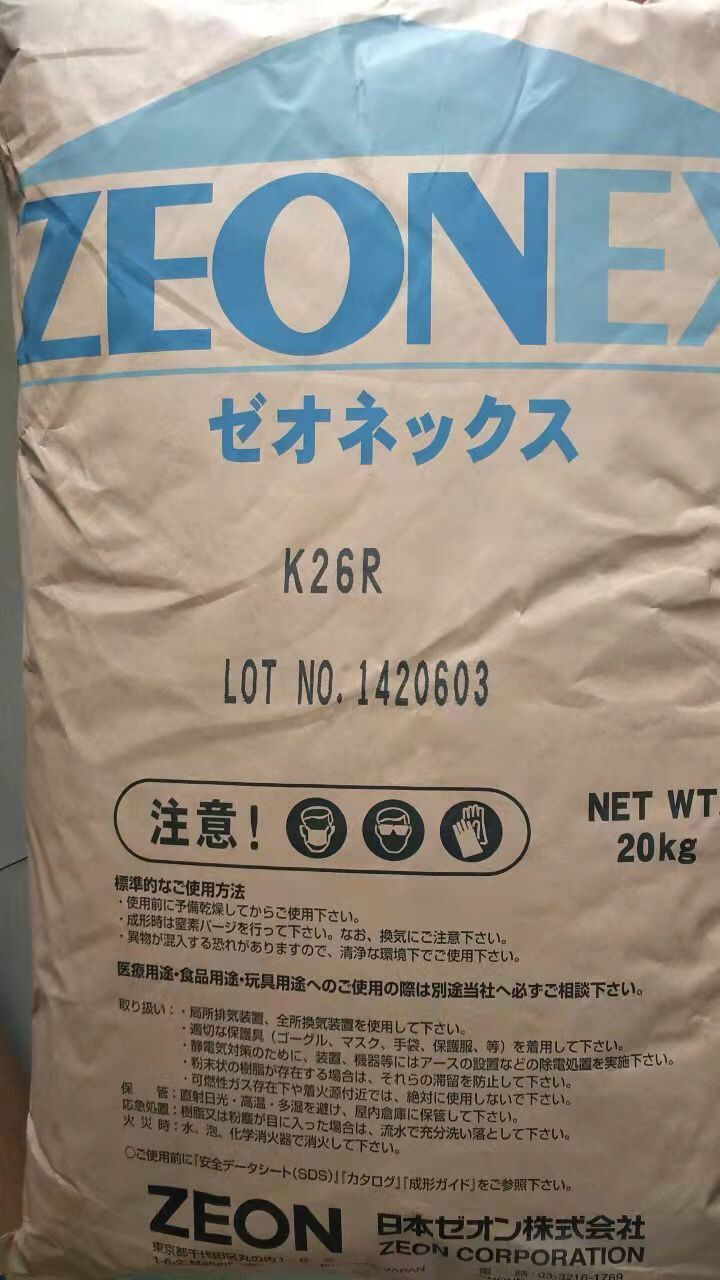 ZEONEX
ゼオネックス
K26R
LOT NO.1420603
注意!
NET WT.
20kg
標準的なご使用方法
・使用前に予備乾燥してからご使用下さい。
・成形時は窒素パージを行って下さい。なお、換気にご注意下さい。
・異物が混入する恐れがありますので、清浄な環境下でご使用下さい。
医療用途・食品用途・玩具用途へのご使用の際は別途当社へ必ずご相談下さい。
取り扱い：・局所排気装置、全所換気装置を使用して下さい。
・適切な保護具（ゴーグル、マスク、手袋、保護服、等）を着用して下さい。
・静電気対策のために、装置、機器等にはアースの設置などの除電処置を実施下さい。
・粉末状の樹脂が存在する場合は、それらの滞留を防止して下さい。
・可燃性ガス存在下や着火源付近では、絶対に使用しないで下さい。
保　管：直射日光・高温・多湿を避け、屋内倉庫に保管して下さい。
応急処置：樹脂又は粉塵が目に入った場合は、流水で充分洗い落として下さい。
火災時：水、泡、化学消火器で消火して下さい。
○ご使用前に『安全データシート(SDS)』『カタログ』『成形ガイド』をご参照下さい。
ZEON 日本ゼオン株式会社
ZEON CORPORATION
東京都千代田区丸の内1
電 話 03-3216-1769
1-6-2, JAPAN